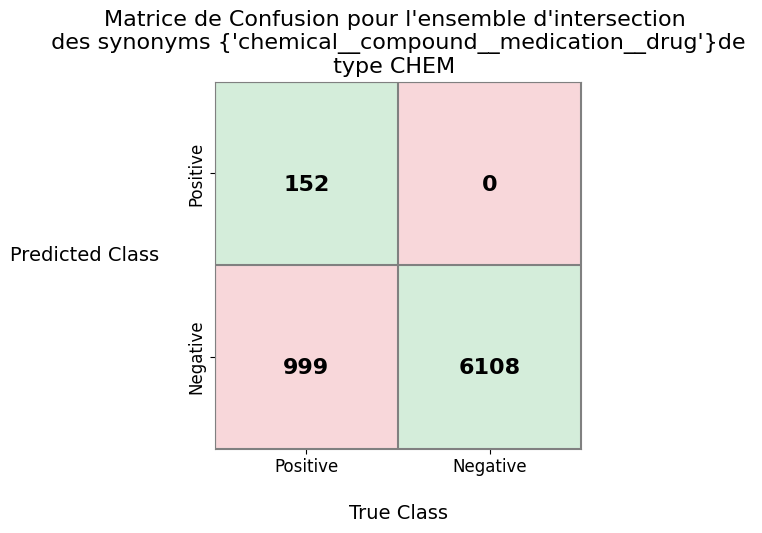 Matrice de Confusion pour l'ensemble d'intersection
des synonyms {'chemical__compound__medication__drug'}de
type CHEM
Positive
152
0
Predicted Class
Negative
999
6108
Positive
Negative
True Class